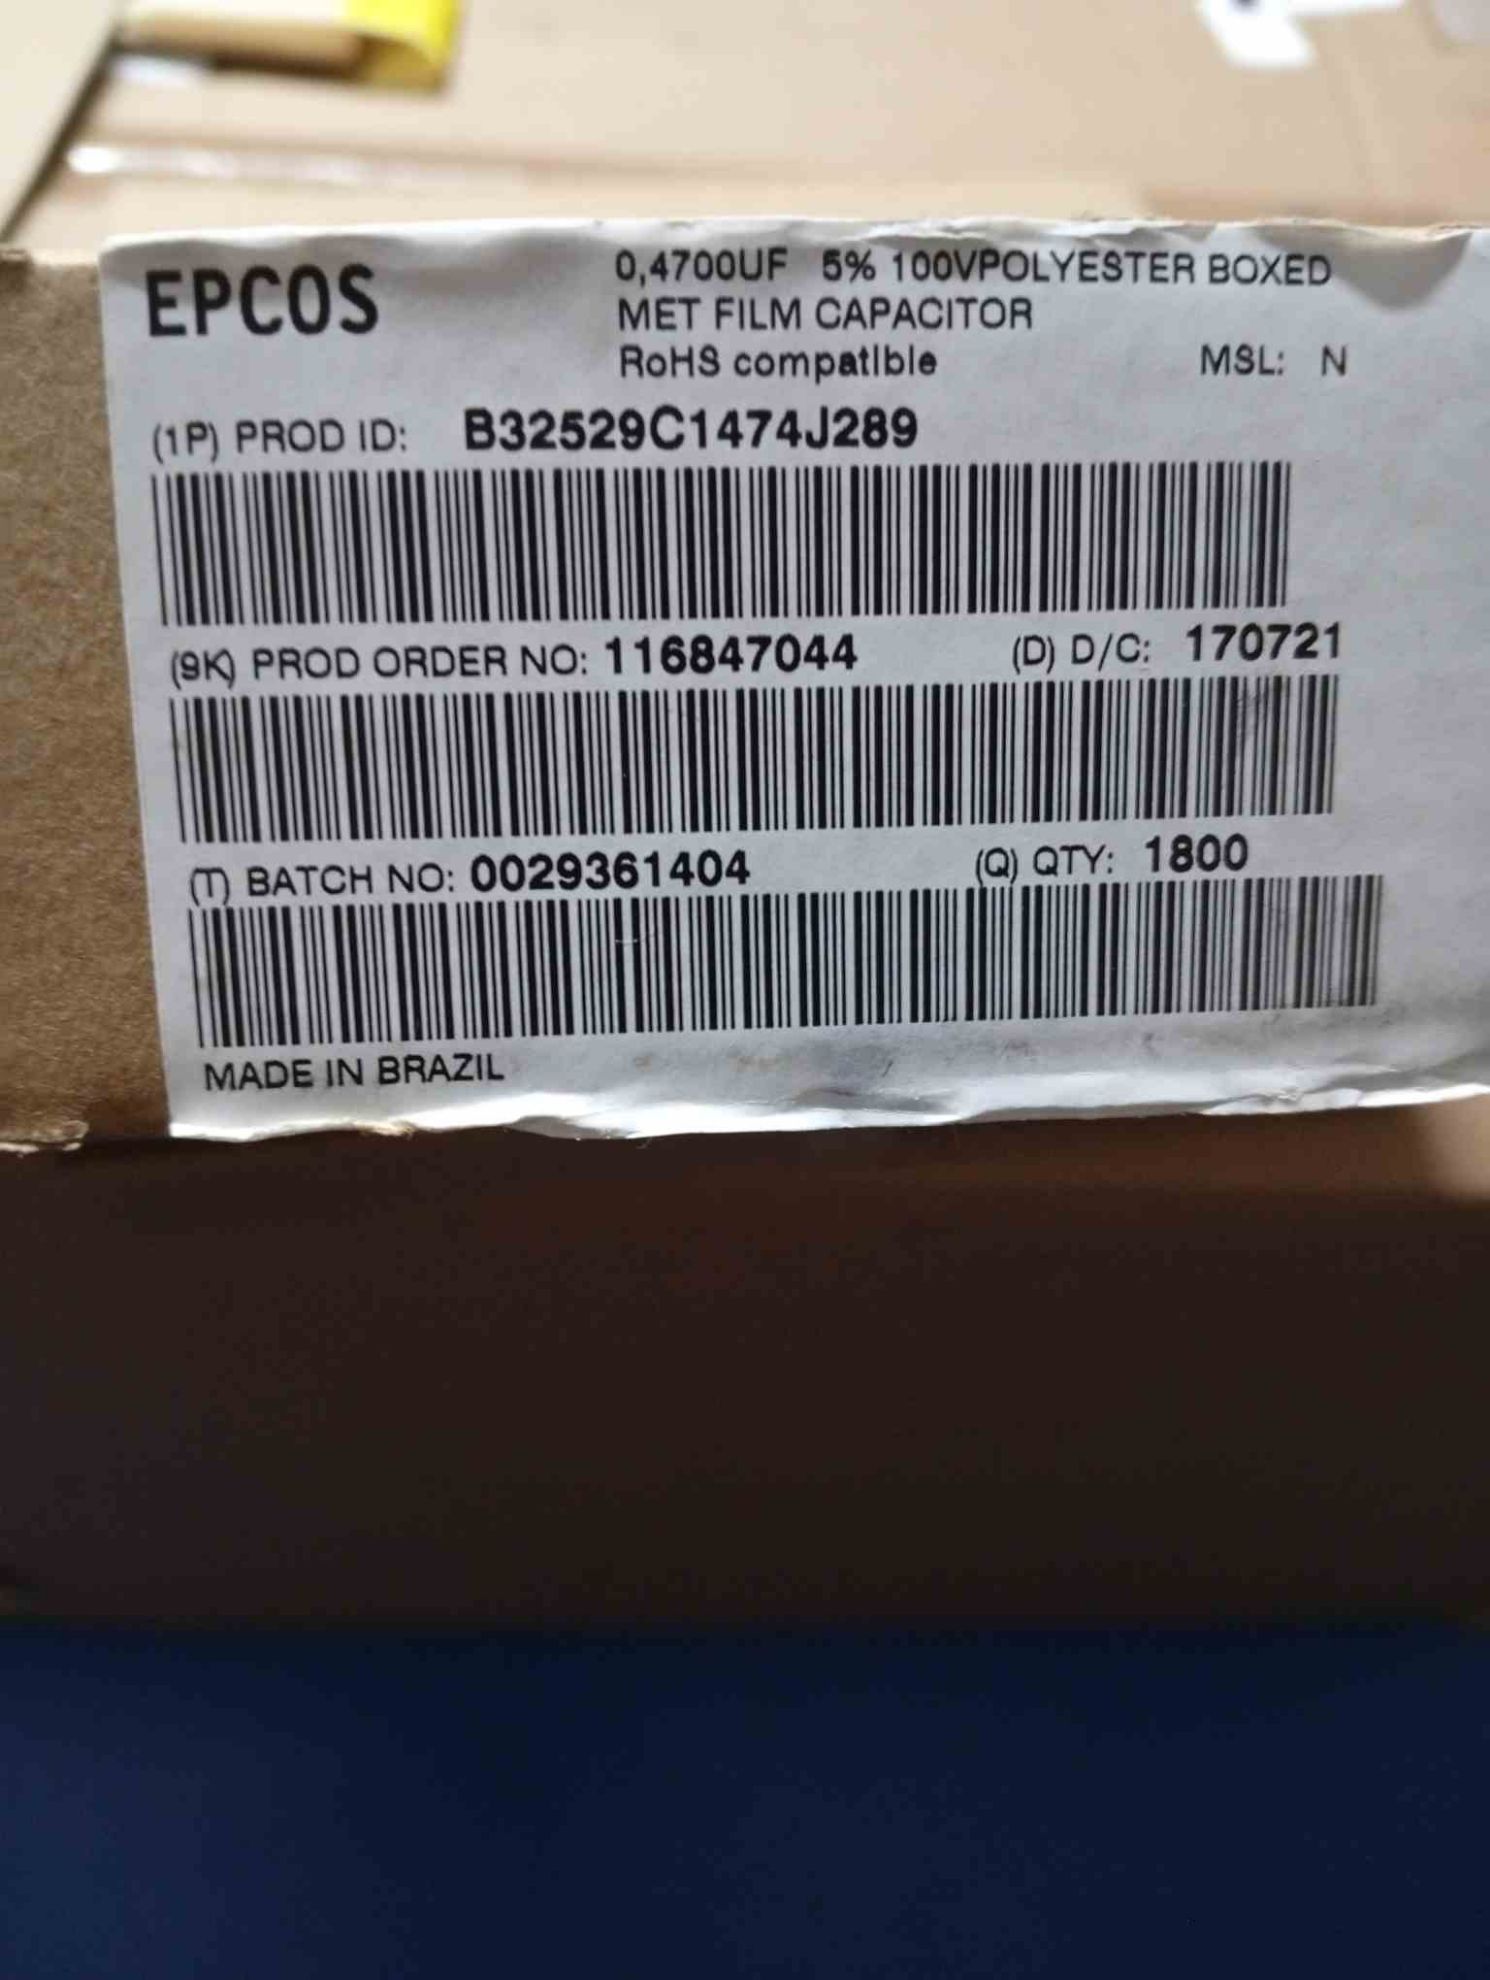 EPCOS
0,4700UF 5% 100VPOLYESTER BOXED
MET FILM CAPACITOR
RoHS compatible
MSL: N
(1P) PROD ID: B32529C1474J289
(9K) PROD ORDER NO: 116847044
(D) D/C: 170721
(T) BATCH NO: 0029361404
(Q) QTY: 1800
MADE IN BRAZIL